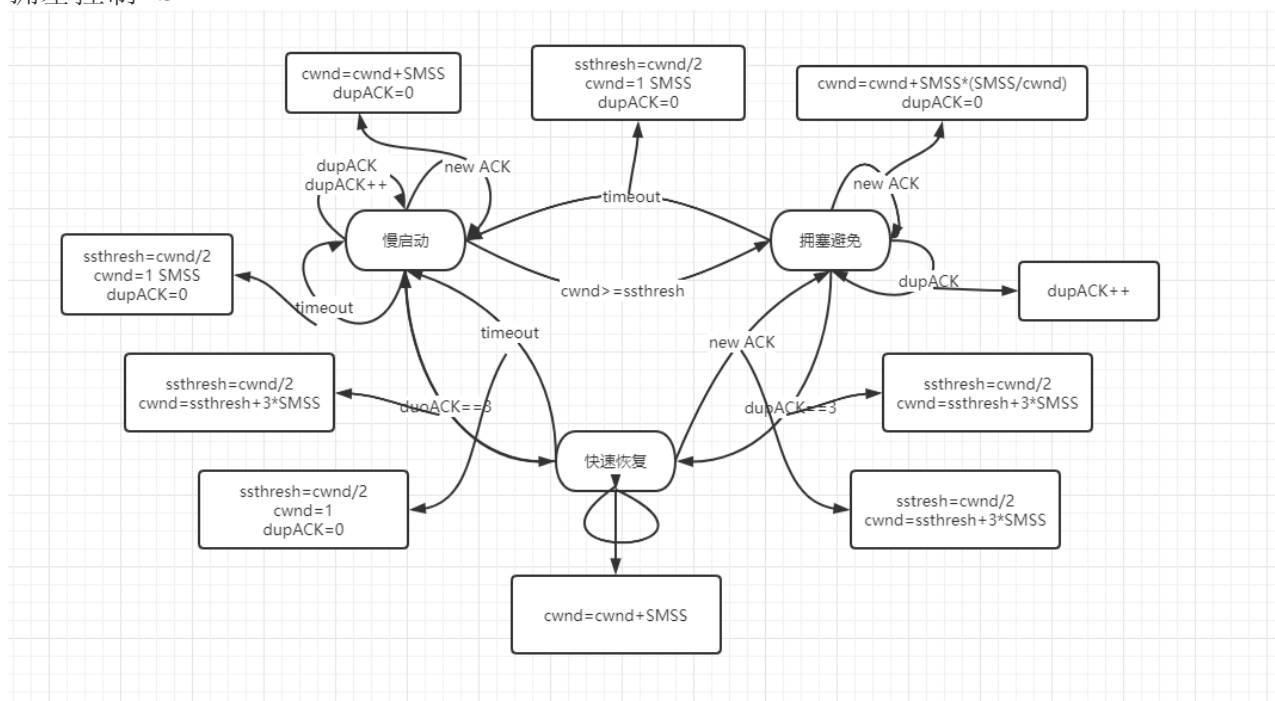 cwnd=cwnd+SMSS
dupACK=0
ssthresh=cwnd/2
cwnd=1 SMSS
dupACK=0
cwnd=cwnd+SMSS*(SMSS/cwnd)
dupACK=0
dupACK
dupACK++
new ACK
timeout
new ACK
慢启动
拥塞避免
ssthresh=cwnd/2
cwnd=1 SMSS
dupACK=0
timeout
cwnd>=ssthresh
dupACK
dupACK++
timeout
new ACK
ssthresh=cwnd/2
cwnd=ssthresh+3*SMSS
duoACK==3
dupACK==3
ssthresh=cwnd/2
cwnd=ssthresh+3*SMSS
快速恢复
ssthresh=cwnd/2
cwnd=1
dupACK=0
sstresh=cwnd/2
cwnd=ssthresh+3*SMSS
cwnd=cwnd+SMSS